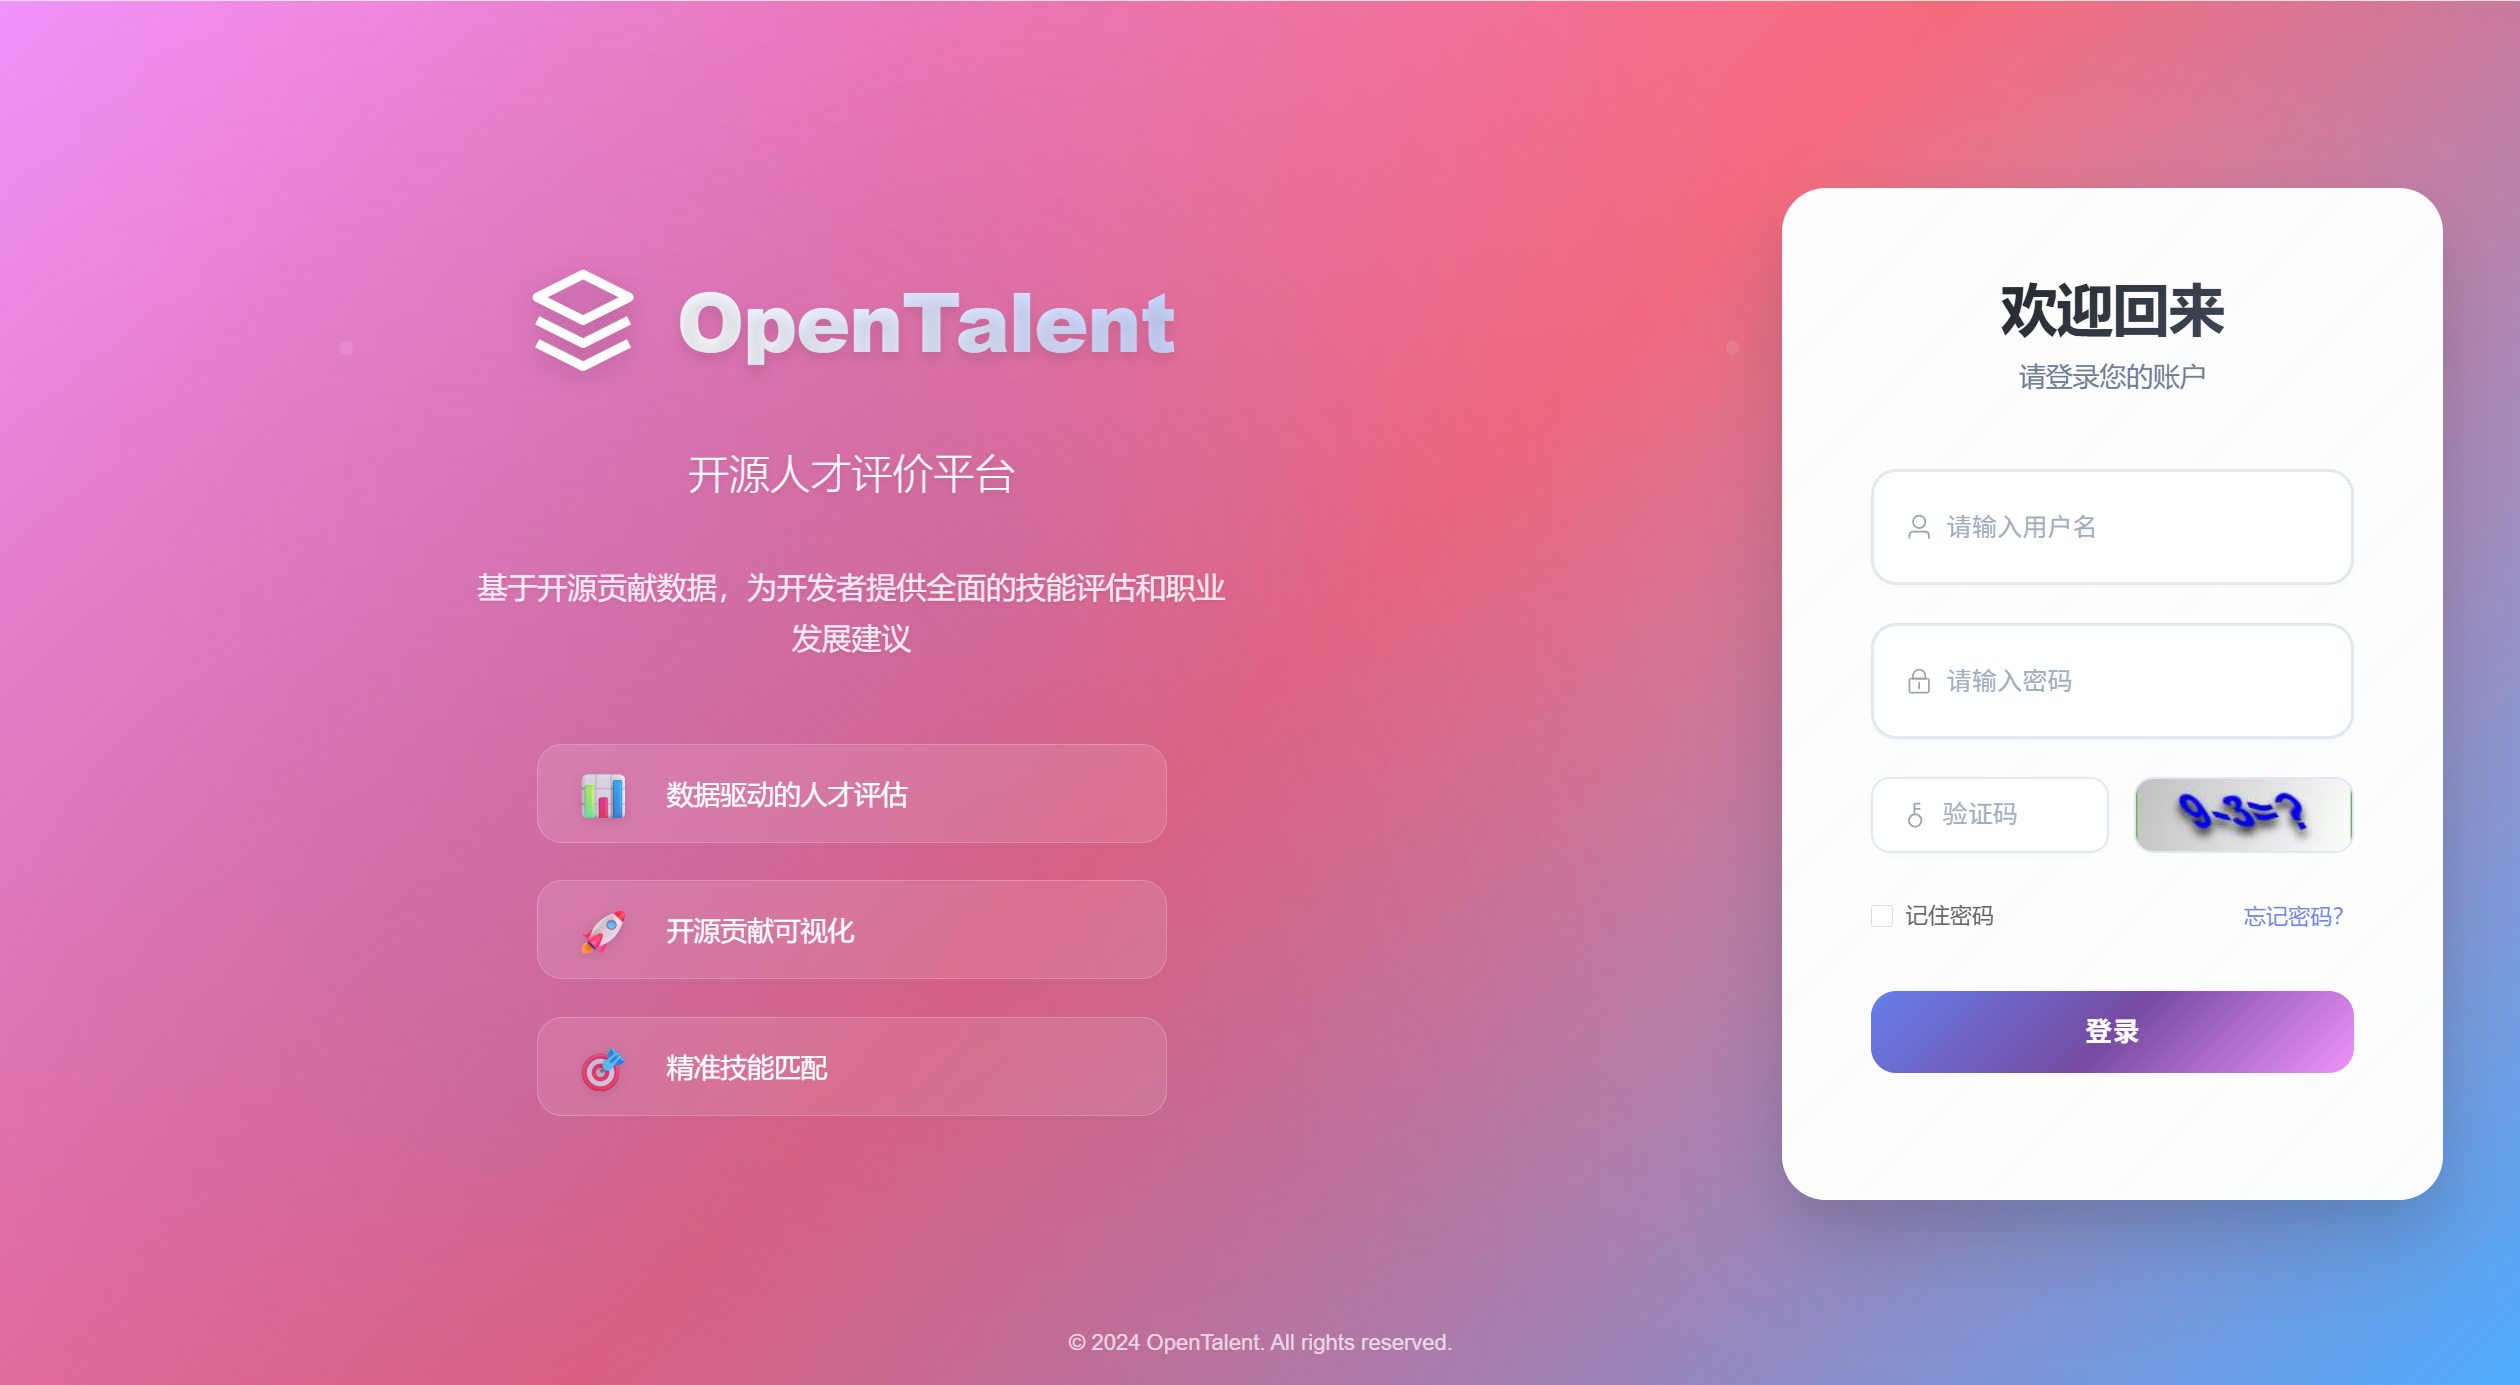 OpenTalent
开源人才评价平台
基于开源贡献数据，为开发者提供全面的技能评估和职业
发展建议
数据驱动的人才评估
开源贡献可视化
精准技能匹配
欢迎回来
请登录您的账户
请输入用户名
请输入密码
验证码
9-3=?
记住密码
忘记密码?
登录
© 2024 OpenTalent. All rights reserved.